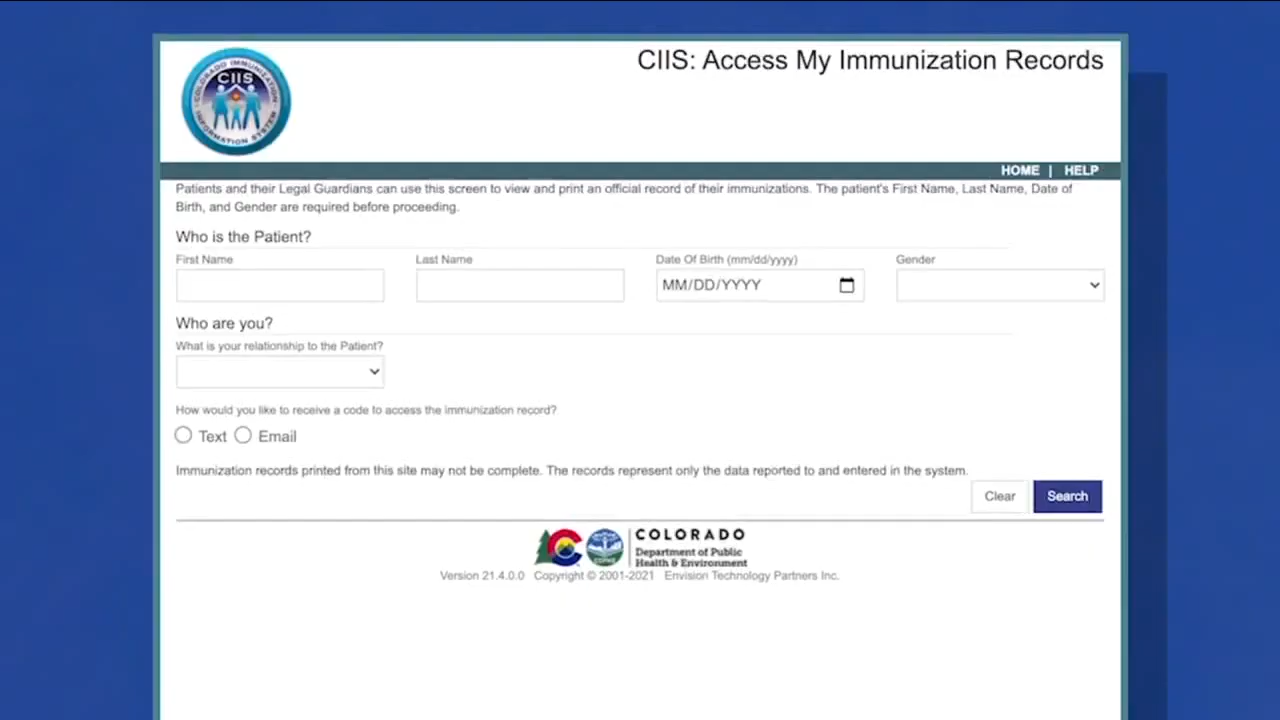 CIIS: Access My Immunization Records
COLORADO IMMUNIZATION
CIIS
INFORMATION SYSTEM
HOME | HELP
Patients and their Legal Guardians can use this screen to view and print an official record of their immunizations. The patient's First Name, Last Name, Date of
Birth, and Gender are required before proceeding.
Who is the Patient?
First Name Last Name Date Of Birth (mm/dd/yyyy) Gender
MM/DD/YYYY
Who are you?
What is your relationship to the Patient?
How would you like to receive a code to access the immunization record?
Text Email
Immunization records printed from this site may not be complete. The records represent only the data reported to and entered in the system.
Clear Search
COLORADO
Department of Public
Health & Environment
Version 21.4.0.0 Copyright © 2001-2021 Envision Technology Partners Inc.